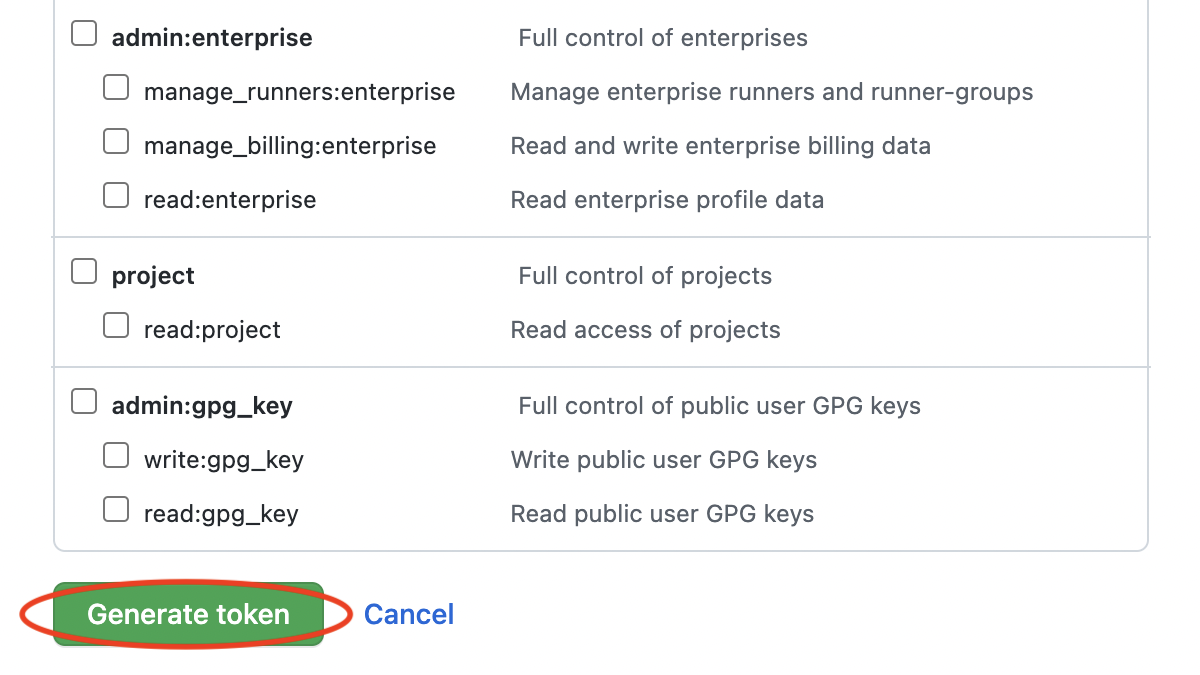 admin:enterprise Full control of enterprises
manage_runners:enterprise Manage enterprise runners and runner-groups
manage_billing:enterprise Read and write enterprise billing data
read:enterprise Read enterprise profile data
project Full control of projects
read:project Read access of projects
admin:gpg_key Full control of public user GPG keys
write:gpg_key Write public user GPG keys
read:gpg_key Read public user GPG keys
Generate token Cancel